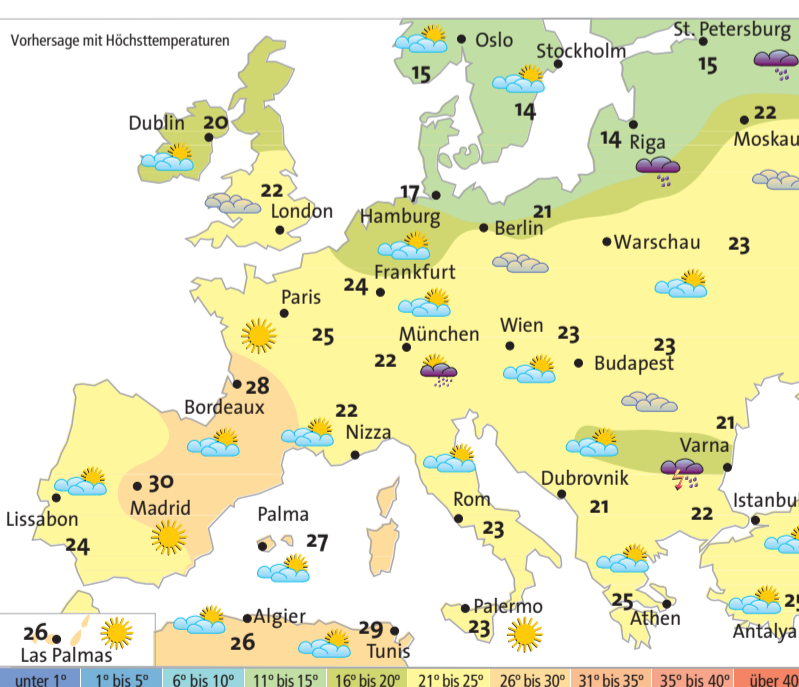 Vorhersage mit Höchsttemperaturen
St. Petersburg
15
Oslo
15
Stockholm
14
22
Moskau
Dublin 20
14 Riga
22
London
17
Hamburg
21
Berlin
Warschau 23
Frankfurt
24
Paris
25
München
22
Wien 23
23
Budapest
28
Bordeaux
22
Nizza
21
Varna
30
Madrid
Lissabon
24
Dubrovnik
21
Rom
23
22
Istanbu
Palma
27
26
Las Palmas
Algier
26
29
Tunis
Palermo
23
25
Athen
25
Antalya
unter 1° 1° bis 5° 6° bis 10° 11° bis 15° 16° bis 20° 21° bis 25° 26° bis 30° 31° bis 35° 35° bis 40° über 40